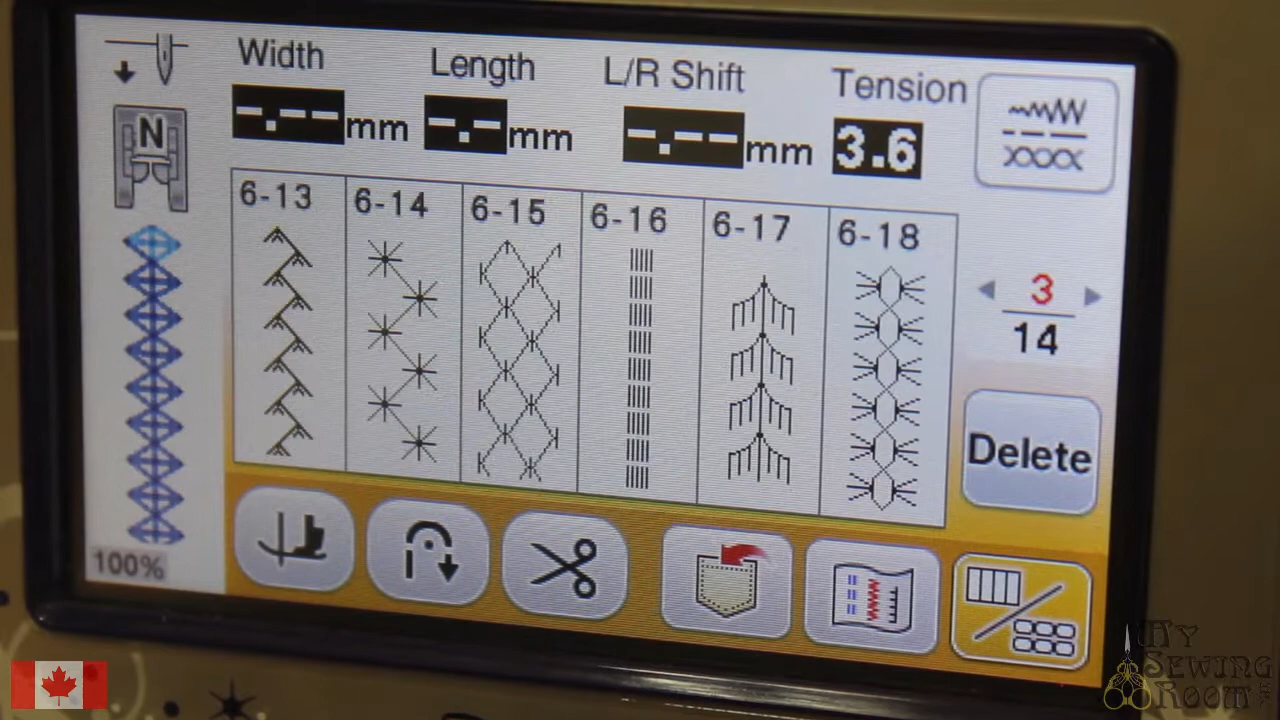 Width Length L/R Shift Tension
-.--mm -.-mm -.--mm 3.6
N
6-13 6-14 6-15 6-16 6-17 6-18
3
14
Delete
100%
My
Sewing
Room